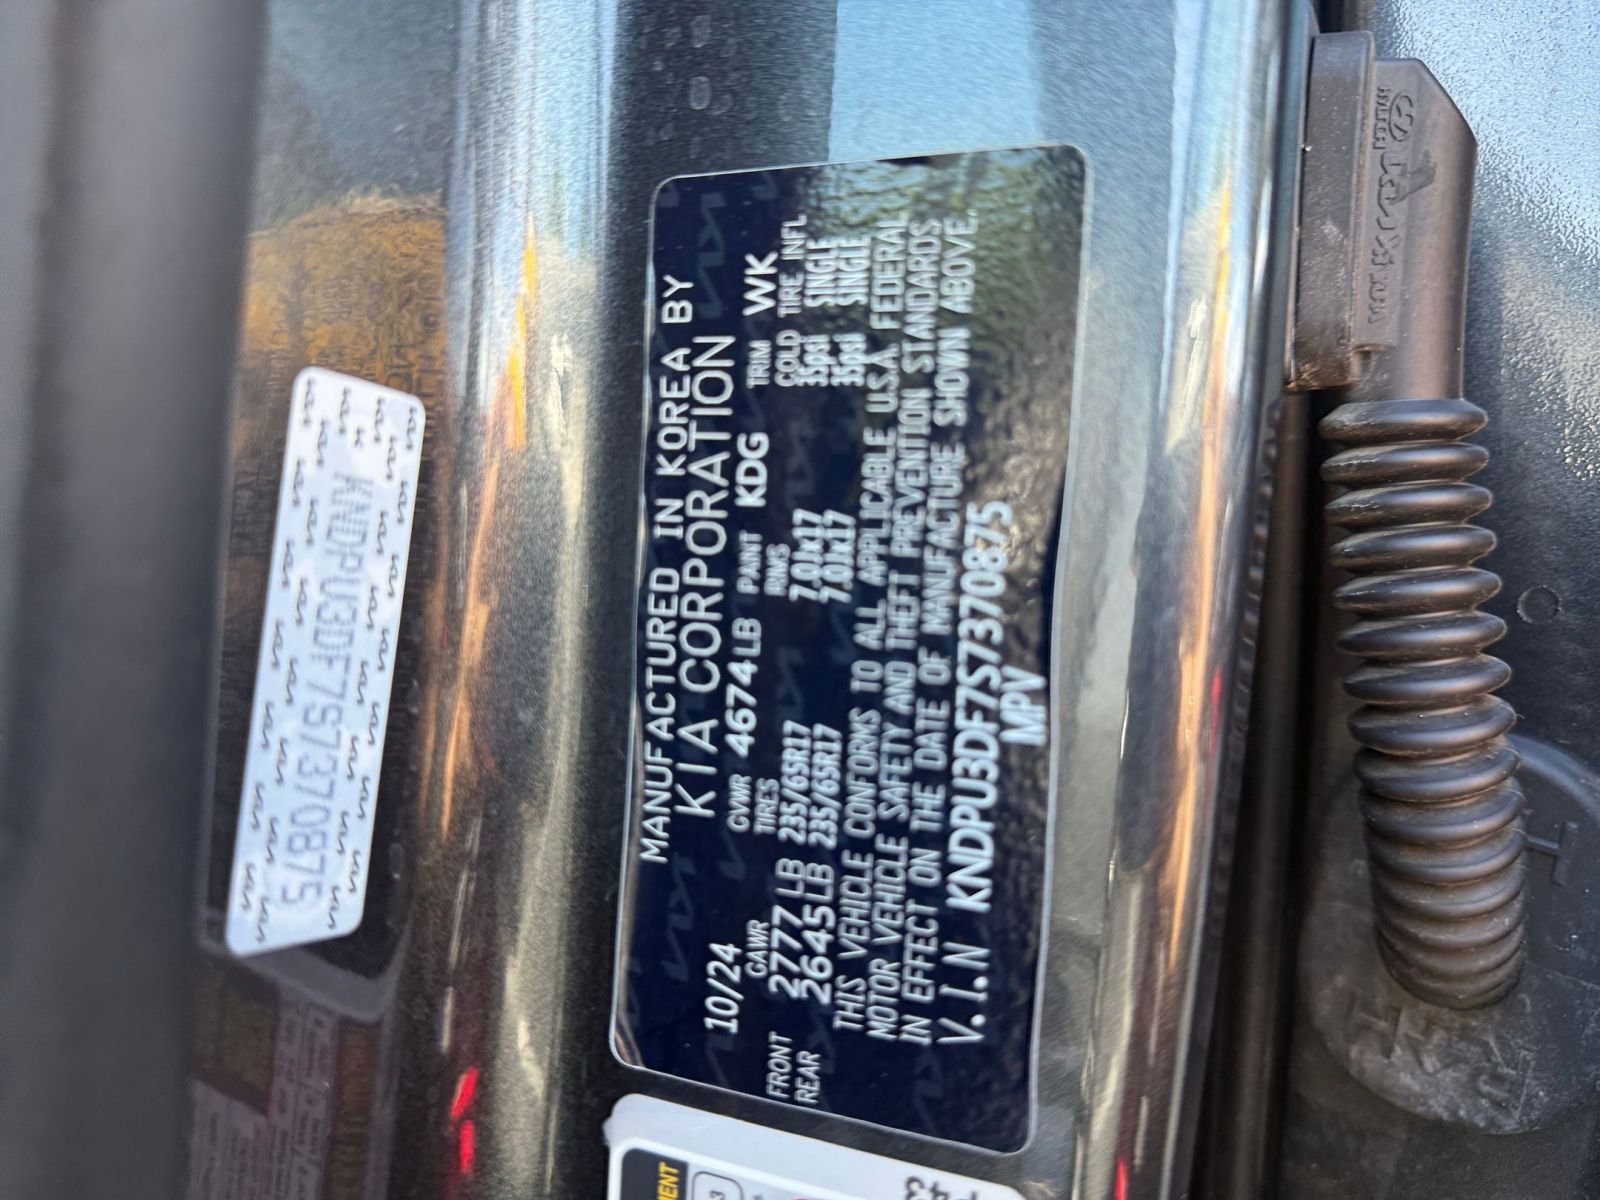 MANUFACTURED IN KOREA BY
KIA CORPORATION
10/24 GVWR 4674LB PAINT KDG TRIM WK
GAWR TIRES RIMS COLD TIRE INFL
FRONT 2777 LB 235/65R17 7.0Jx17 35psi SINGLE
REAR 2645LB 235/65R17 7.0Jx17 35psi SINGLE
THIS VEHICLE CONFORMS TO ALL APPLICABLE U.S.A. FEDERAL
MOTOR VEHICLE SAFETY AND THEFT PREVENTION STANDARDS
IN EFFECT ON THE DATE OF MANUFACTURE SHOWN ABOVE.
V.I.N KNDPU3DF7S7370875
MPV
KNDPU3DF7S7370875